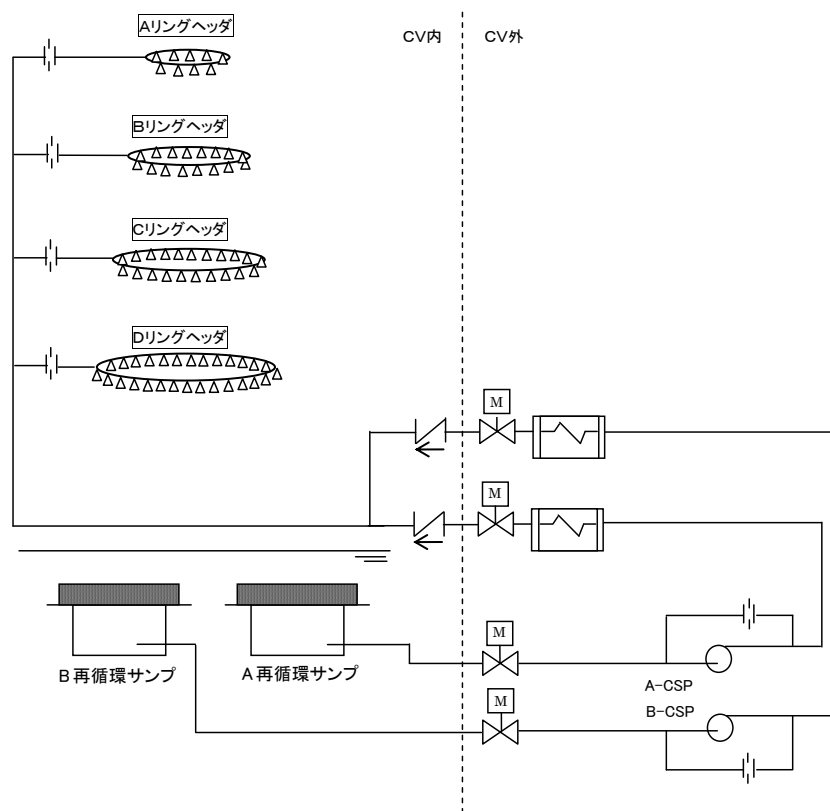 Aリングヘッダ
CV内
CV外
Bリングヘッダ
Cリングヘッダ
Dリングヘッダ
M
M
B再循環サンプ
A再循環サンプ
M
A-CSP
M
B-CSP